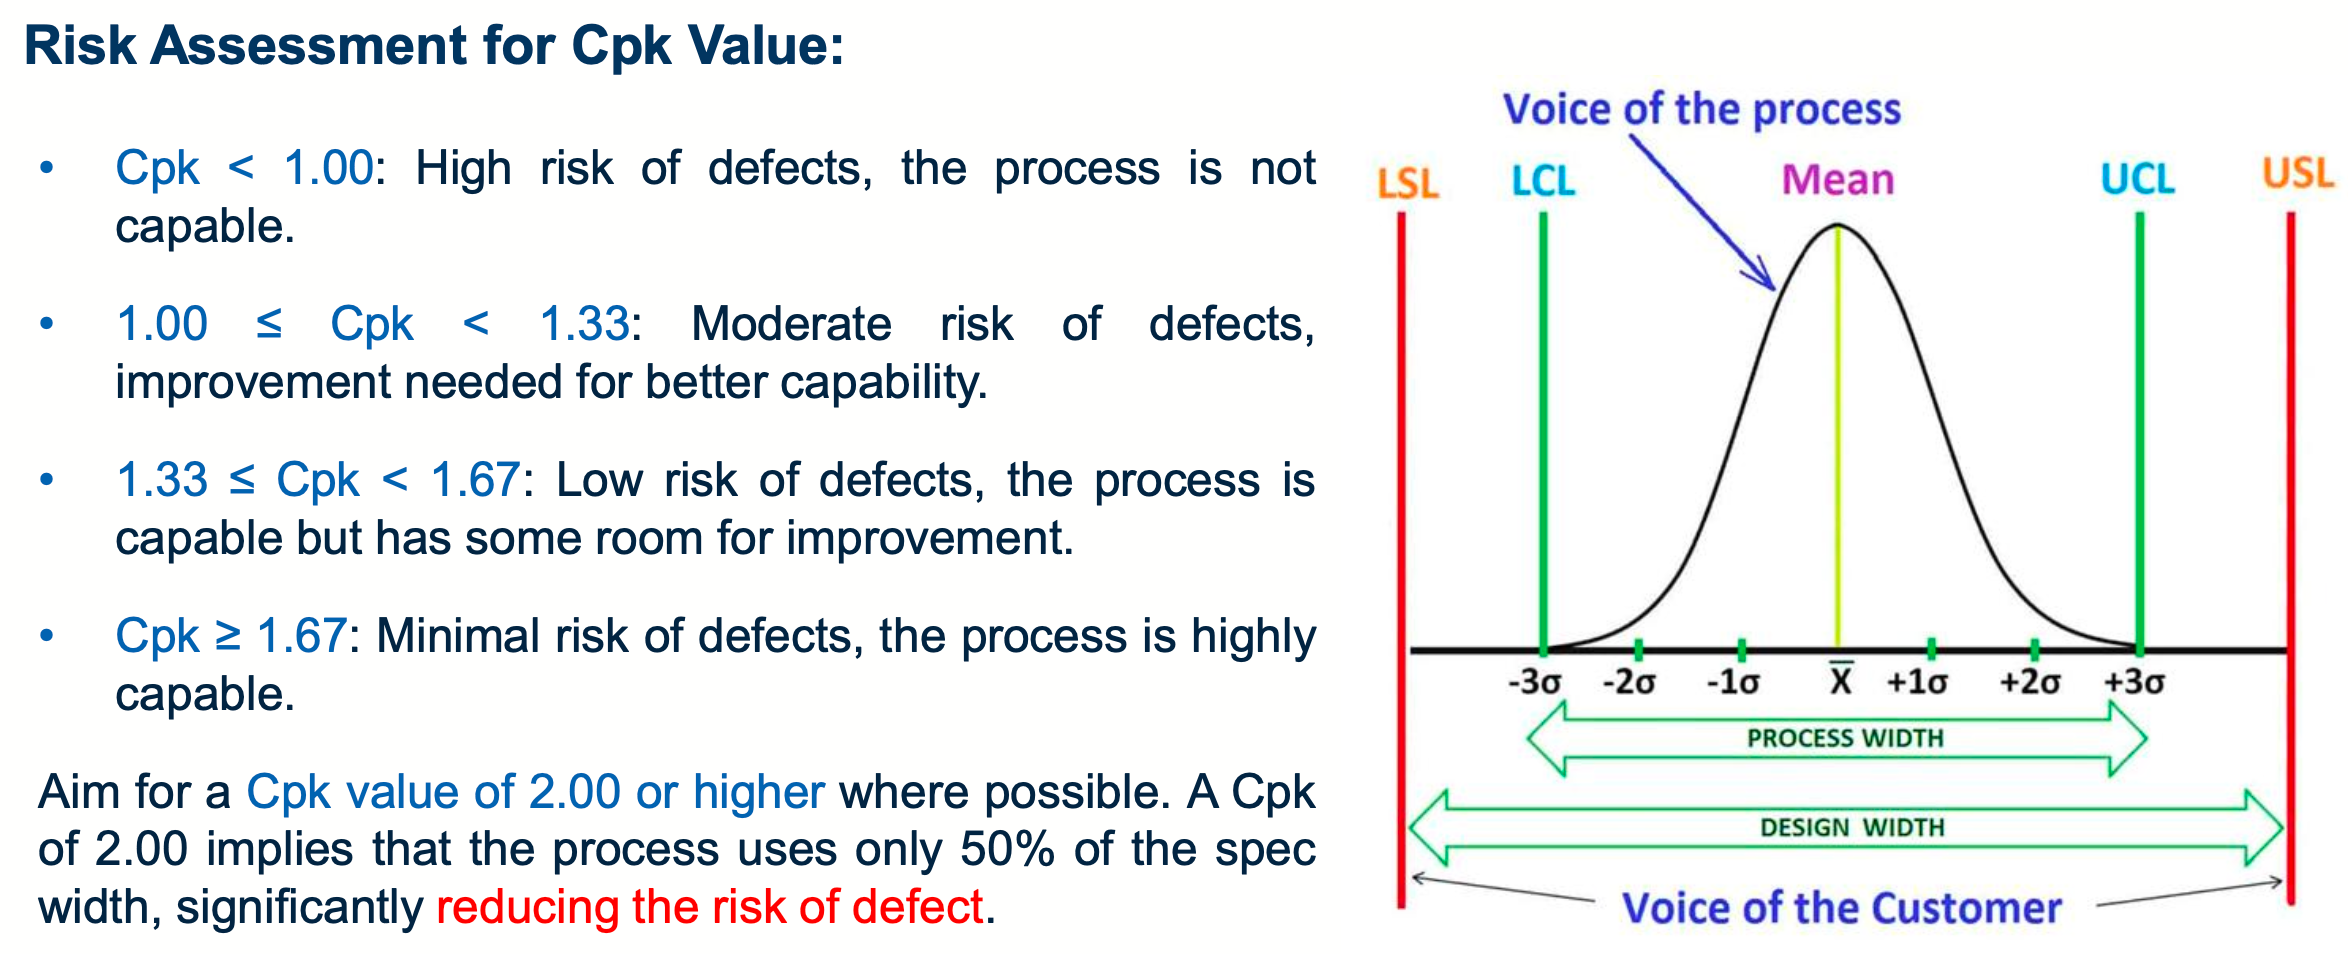 Risk Assessment for Cpk Value:
• Cpk < 1.00: High risk of defects, the process is not
capable.
• 1.00 ≤ Cpk < 1.33: Moderate risk of defects,
improvement needed for better capability.
• 1.33 ≤ Cpk < 1.67: Low risk of defects, the process is
capable but has some room for improvement.
• Cpk ≥ 1.67: Minimal risk of defects, the process is highly
capable.
Aim for a Cpk value of 2.00 or higher where possible. A Cpk
of 2.00 implies that the process uses only 50% of the spec
width, significantly reducing the risk of defect.
Voice of the process
LSL LCL Mean UCL USL
-3σ -2σ -1σ X̅ +1σ +2σ +3σ
PROCESS WIDTH
DESIGN WIDTH
Voice of the Customer